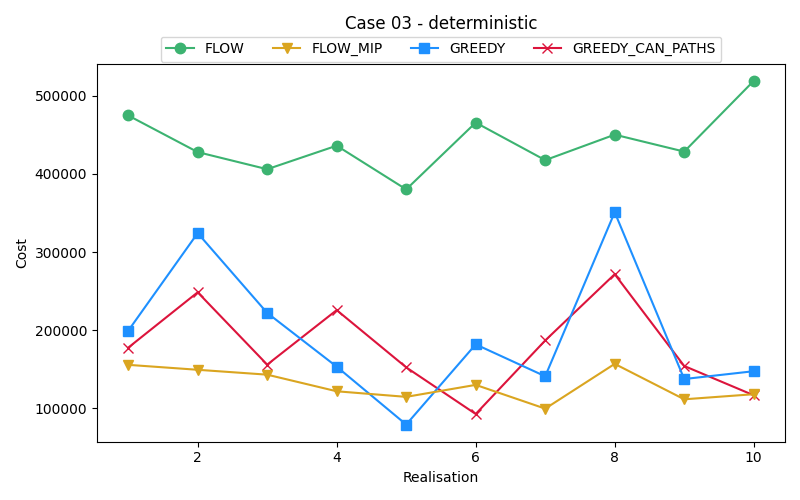 Case 03 - deterministic
FLOW FLOW_MIP GREEDY GREEDY_CAN_PATHS
500000
400000
300000
200000
100000
Cost
2 4 6 8 10
Realisation